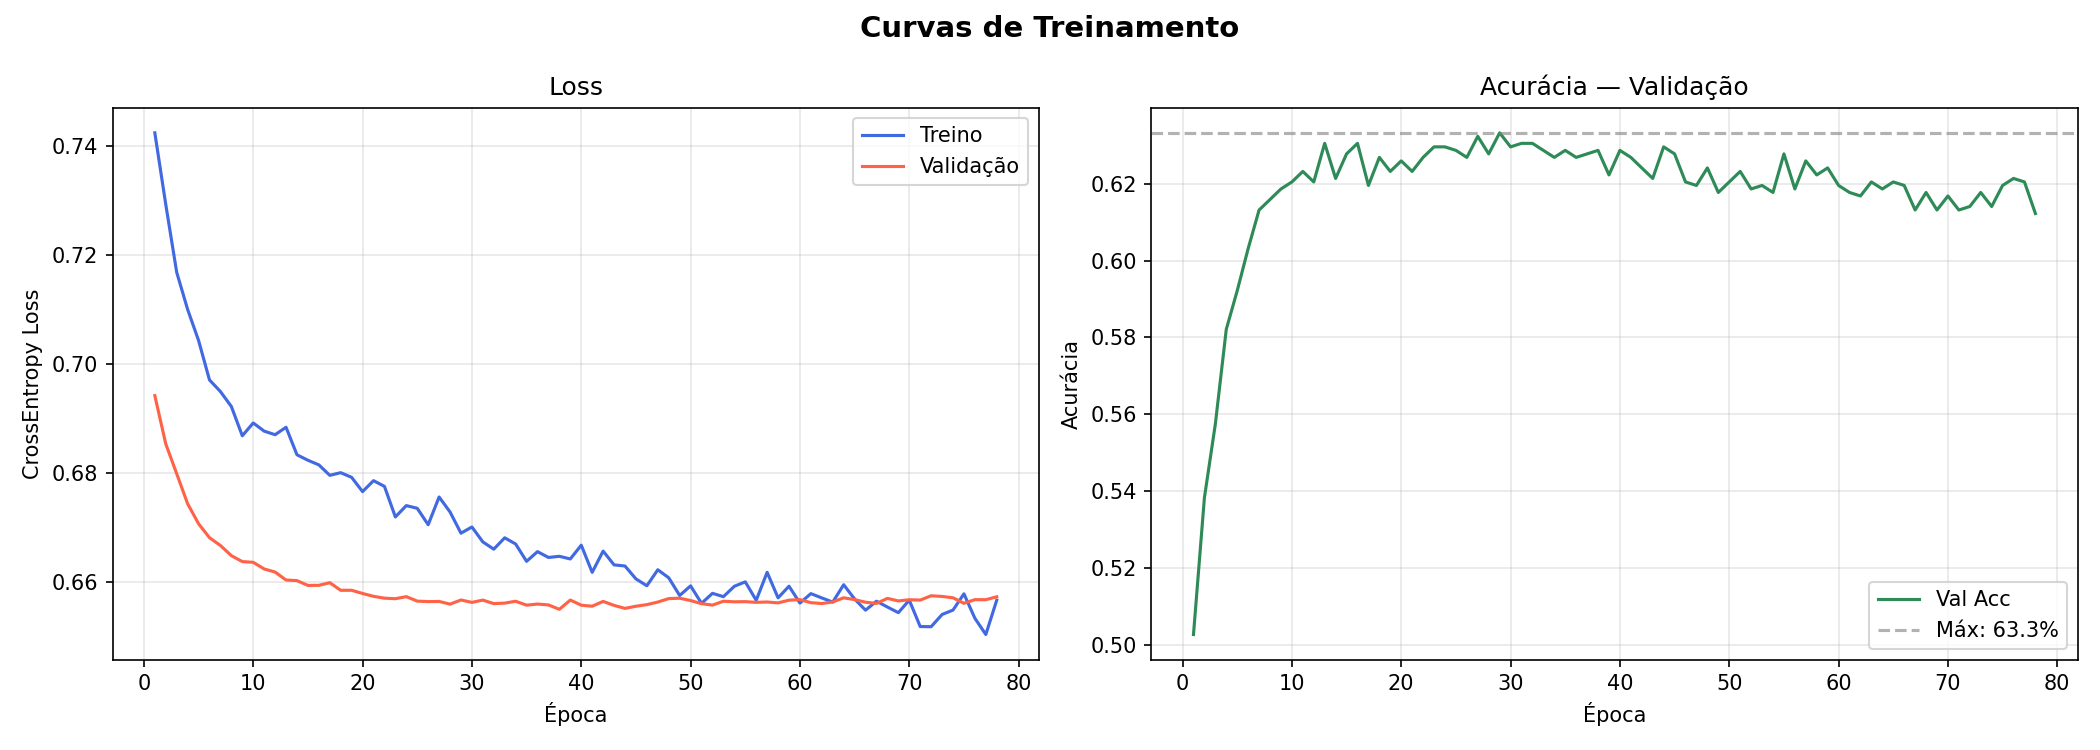 Curvas de Treinamento
Loss
CrossEntropy Loss
0.74
0.72
0.70
0.68
0.66
Treino
Validação
0 10 20 30 40 50 60 70 80
Época
Acurácia — Validação
Acurácia
0.62
0.60
0.58
0.56
0.54
0.52
0.50
Val Acc
Máx: 63.3%
0 10 20 30 40 50 60 70 80
Época